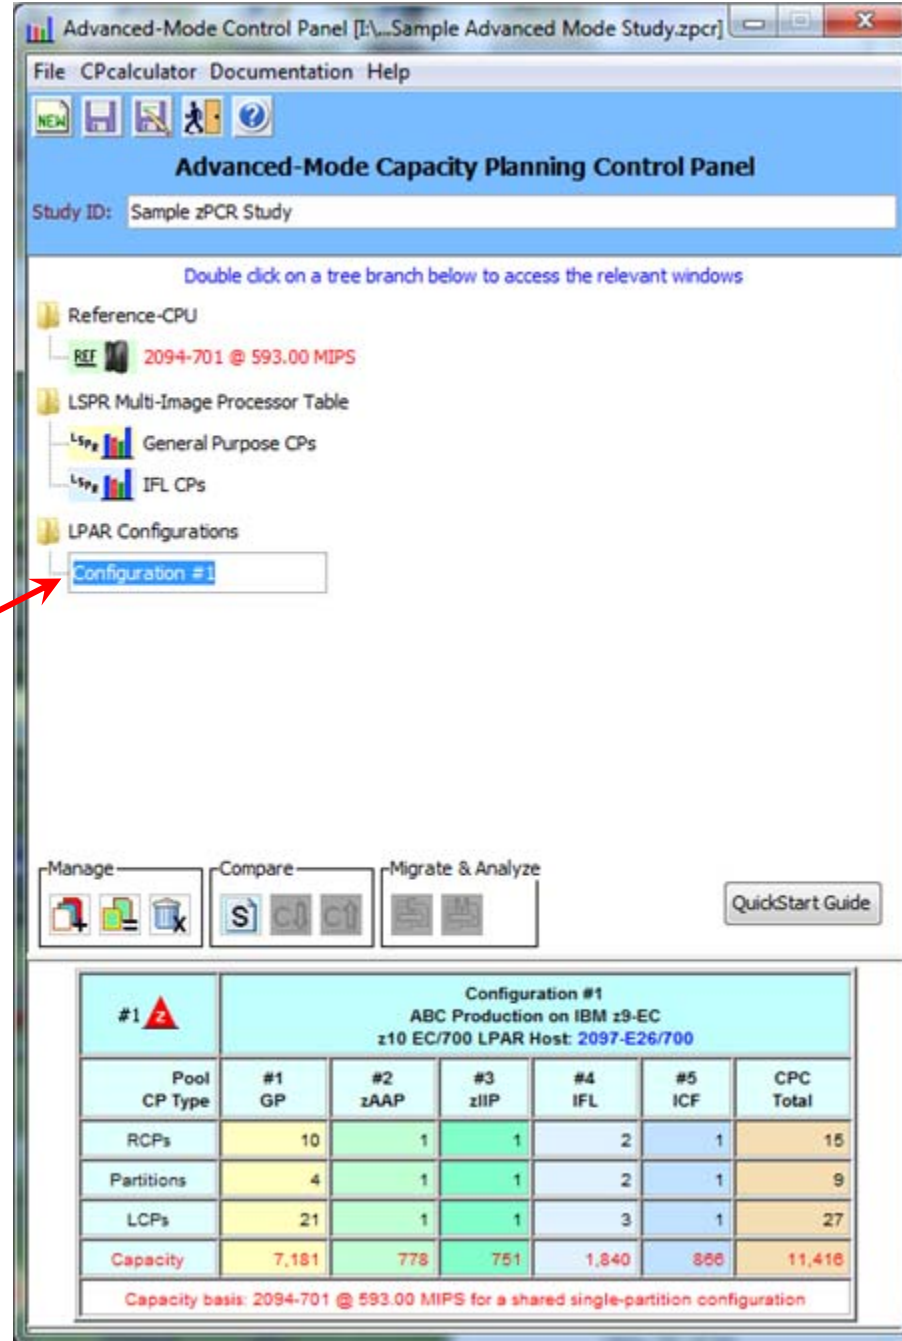 Advanced-Mode Control Panel [I:\...Sample Advanced Mode Study.zpcr]
File CPcalculator Documentation Help
NEW
Advanced-Mode Capacity Planning Control Panel
Study ID: Sample zPCR Study
Double click on a tree branch below to access the relevant windows
Reference-CPU
REF 2094-701 @ 593.00 MIPS
LSPR Multi-Image Processor Table
LSPR General Purpose CPs
LSPR IFL CPs
LPAR Configurations
Configuration #1
Manage Compare Migrate & Analyze
S QuickStart Guide
#1 Z
Configuration #1
ABC Production on IBM z9-EC
z10 EC/700 LPAR Host: 2097-E26/700
Pool #1 #2 #3 #4 #5 CPC
CP Type GP zAAP zIIP IFL ICF Total
RCPs 10 1 1 2 1 15
Partitions 4 1 1 2 1 9
LCPs 21 1 1 3 1 27
Capacity 7,181 778 751 1,840 866 11,416
Capacity basis: 2094-701 @ 593.00 MIPS for a shared single-partition configuration